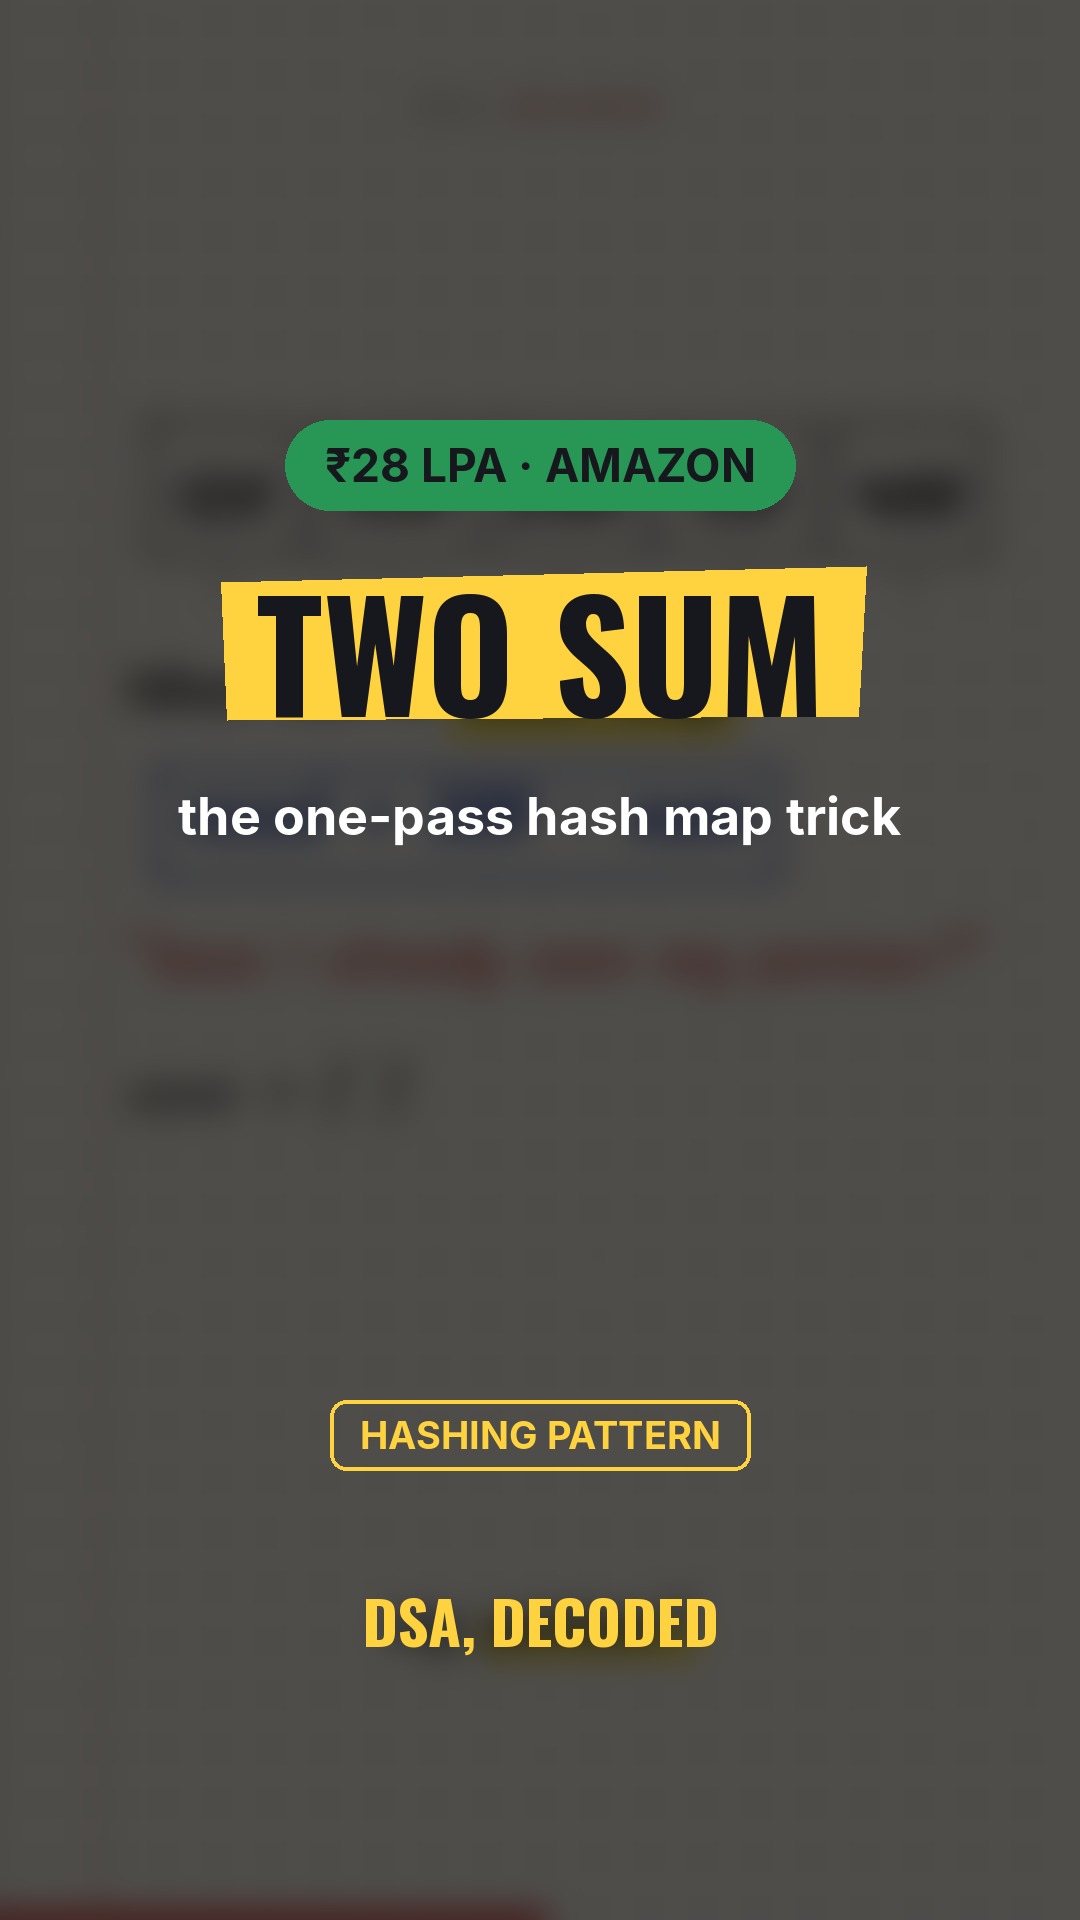 ₹28 LPA · AMAZON
TWO SUM
the one-pass hash map trick
HASHING PATTERN
DSA, DECODED